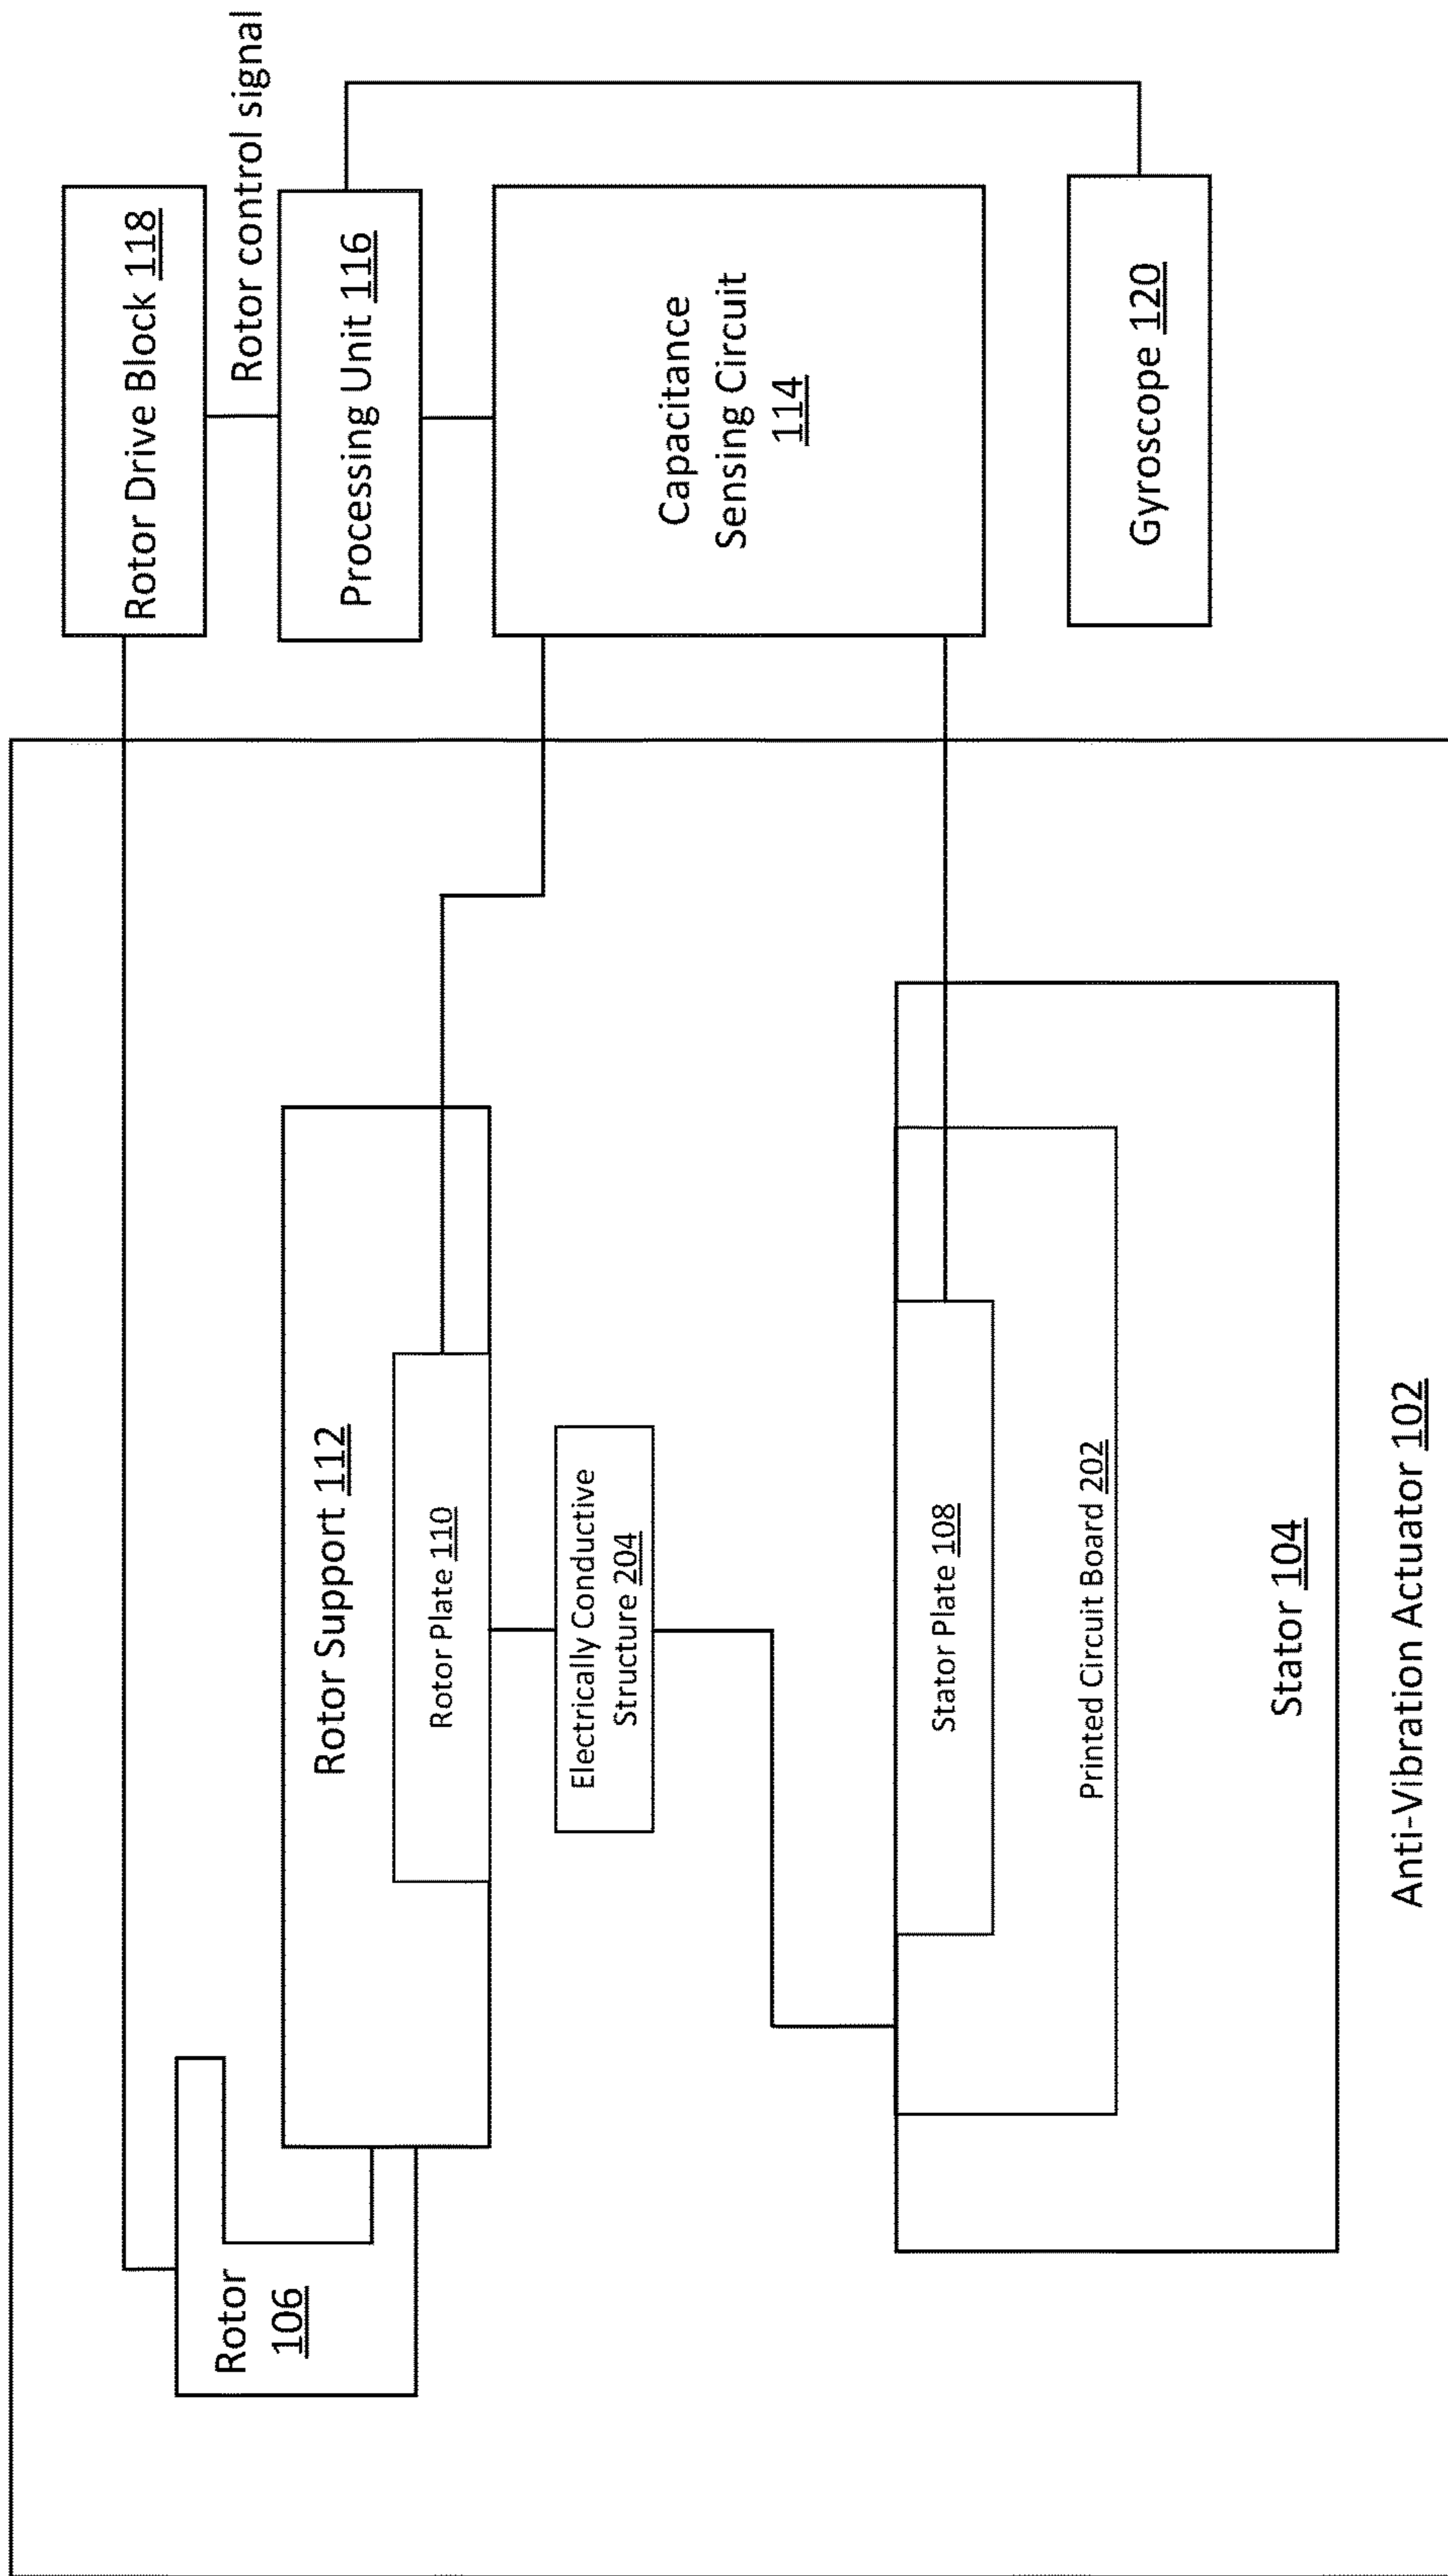 Rotor
106
Rotor Drive Block 118
Rotor control signal
Rotor Support 112
Processing Unit 116
Rotor Plate 110
Electrically Conductive
Structure 204
Capacitance
Sensing Circuit
114
Stator Plate 108
Printed Circuit Board 202
Gyroscope 120
Stator 104
Anti-Vibration Actuator 102